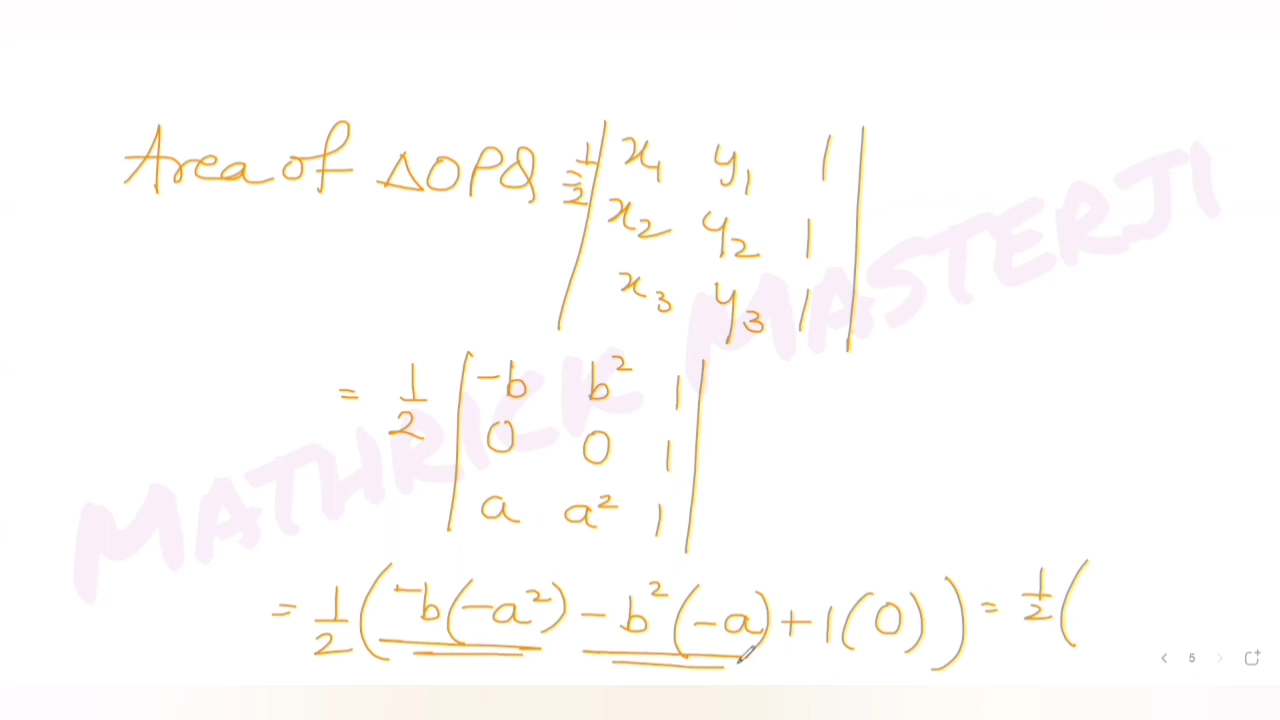 Area of △OPQ = 1/2 | x₁ y₁ 1 |
| x₂ y₂ 1 |
| x₃ y₃ 1 |
= 1/2 | -b b² 1 |
| 0 0 1 |
| a a² 1 |
= 1/2 ( -b(-a²) - b²(-a) + 1(0) ) = 1/2 (
MATHRICK MASTERJI
< 5 >